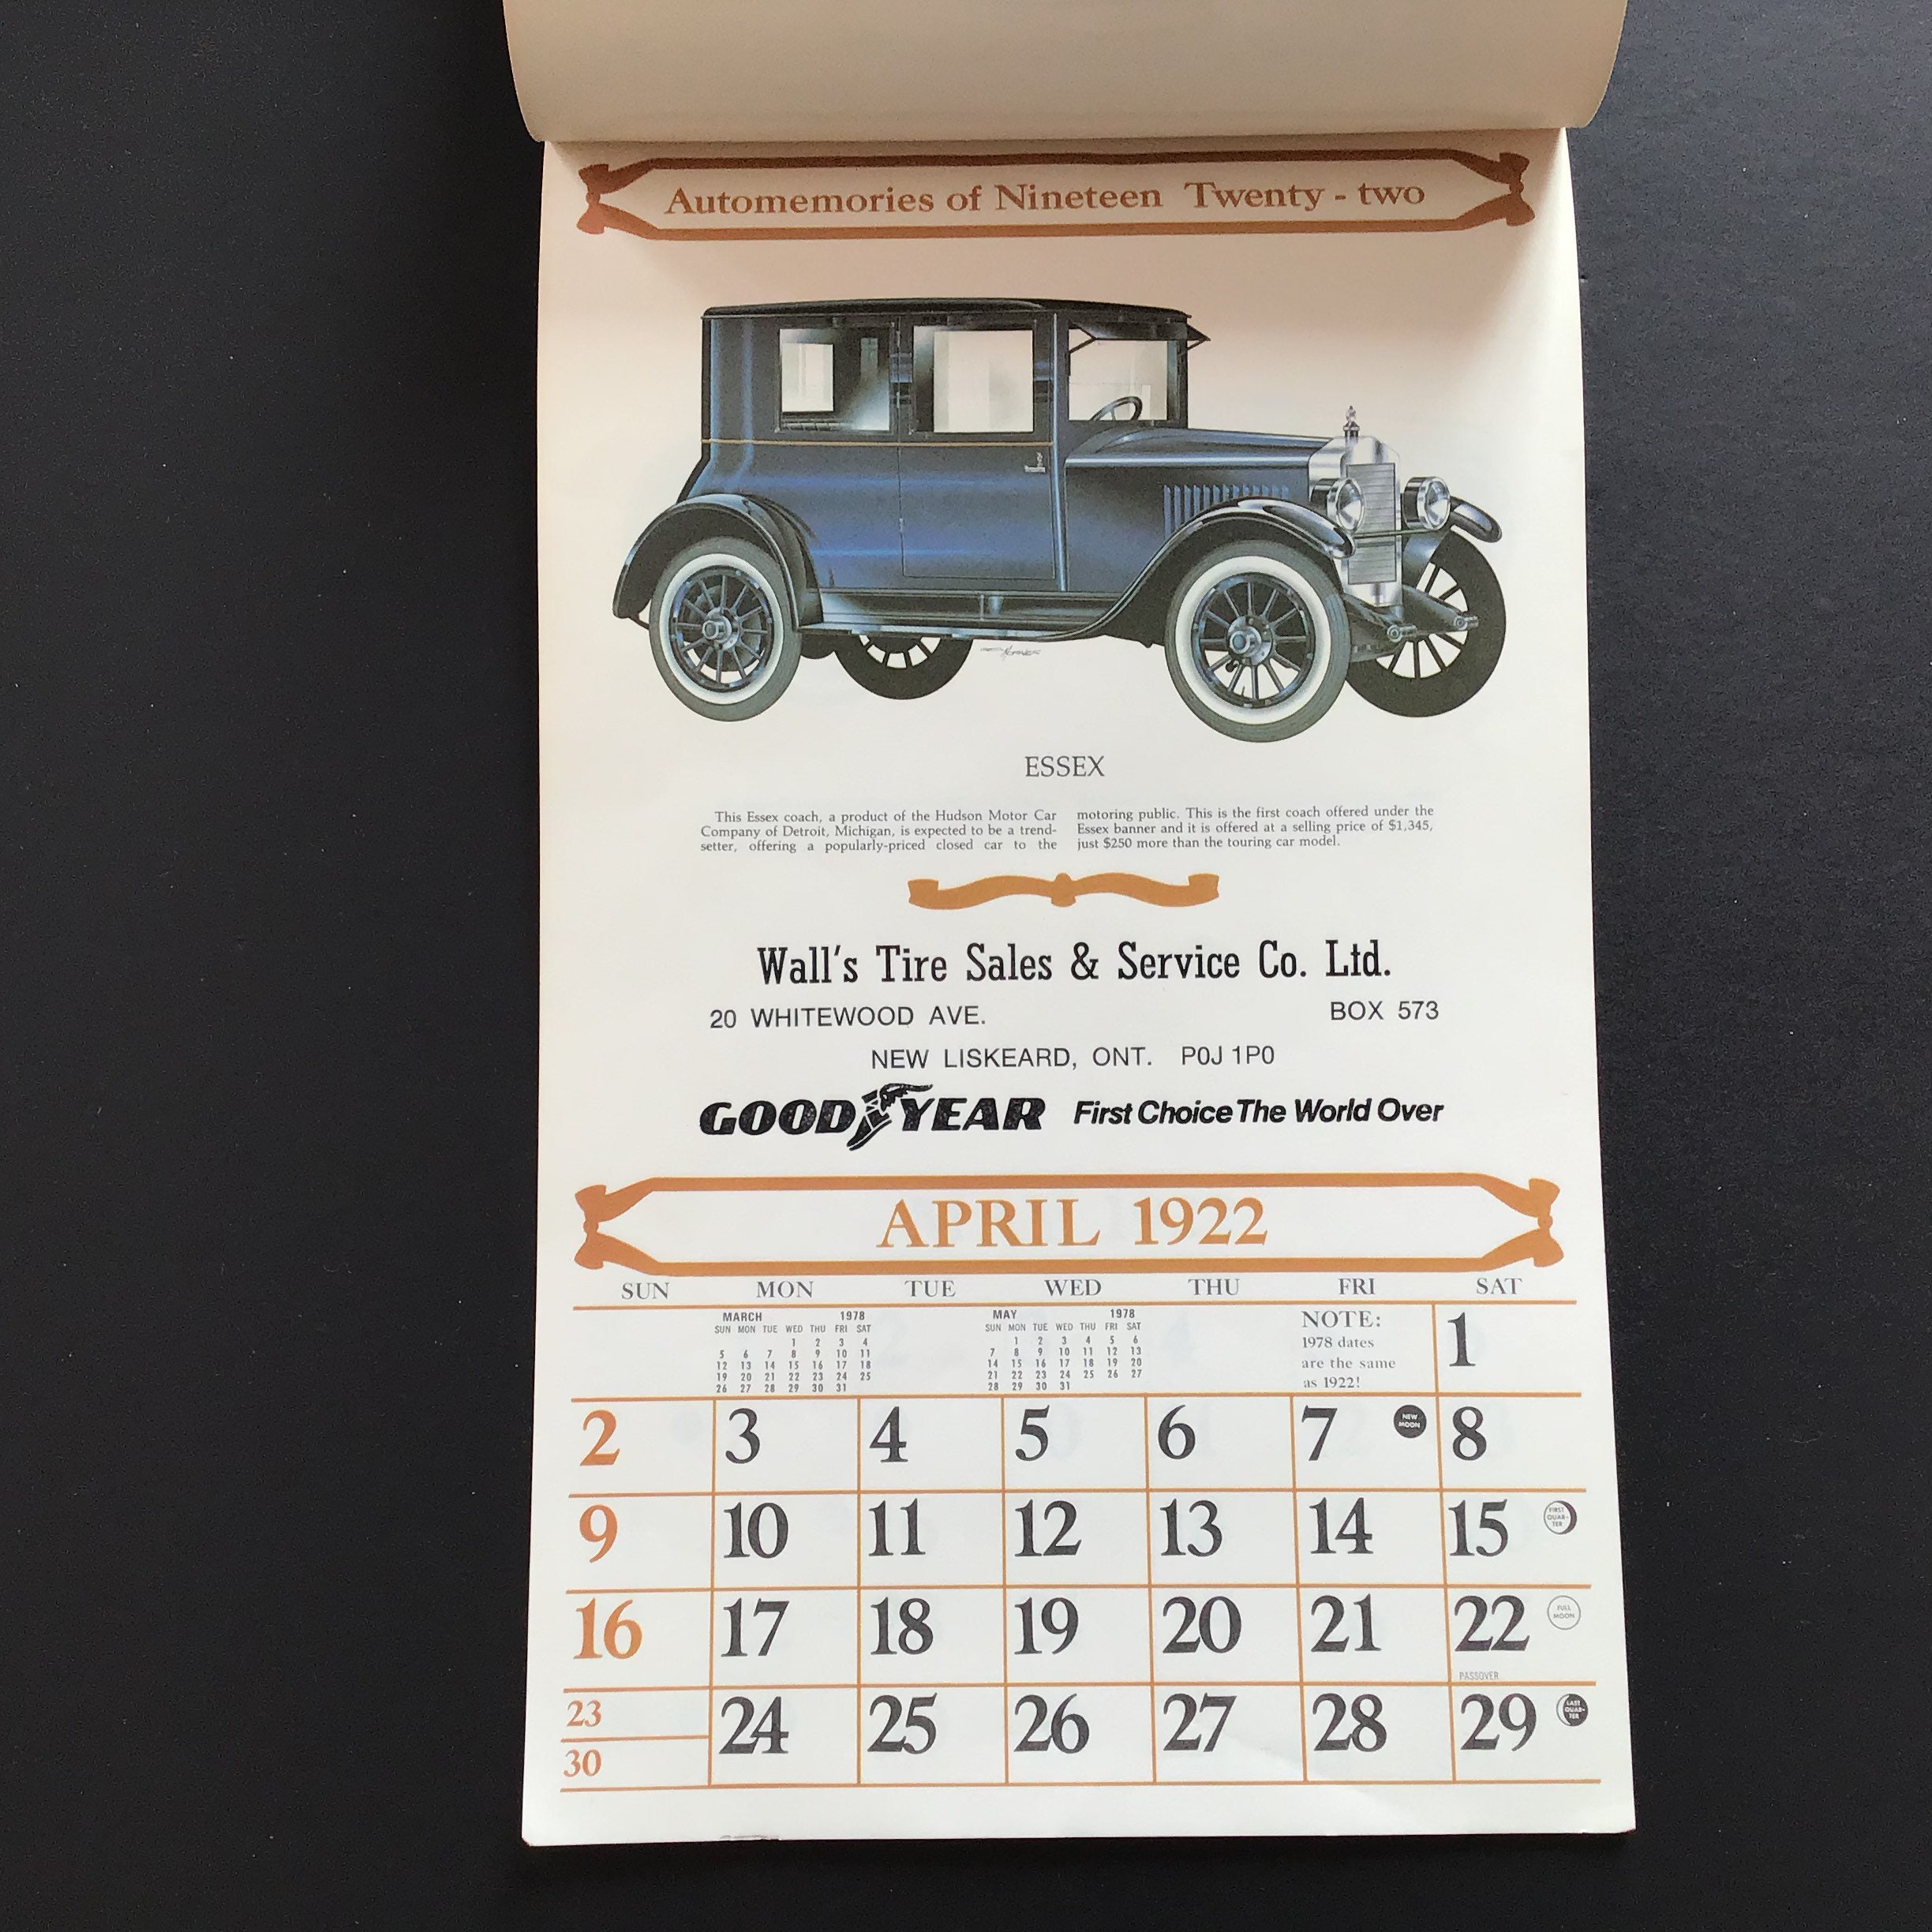 Automemories of Nineteen Twenty - two
ESSEX
This Essex coach, a product of the Hudson Motor Car
Company of Detroit, Michigan, is expected to be a trend-
setter, offering a popularly-priced closed car to the
motoring public. This is the first coach offered under the
Essex banner and it is offered at a selling price of $1,345,
just $250 more than the touring car model.
Wall's Tire Sales & Service Co. Ltd.
20 WHITEWOOD AVE. BOX 573
NEW LISKEARD, ONT. P0J 1P0
GOODYEAR First Choice The World Over
APRIL 1922
SUN MON TUE WED THU FRI SAT
MARCH 1978
SUN MON TUE WED THU FRI SAT
1 2 3 4
5 6 7 8 9 10 11
12 13 14 15 16 17 18
19 20 21 22 23 24 25
26 27 28 29 30 31
MAY 1978
SUN MON TUE WED THU FRI SAT
1 2 3 4 5 6
7 8 9 10 11 12 13
14 15 16 17 18 19 20
21 22 23 24 25 26 27
28 29 30 31
NOTE:
1978 dates
are the same
as 1922!
1
2 3 4 5 6 7 NEW MOON 8
9 10 11 12 13 14 15 FIRST QUAR- TER
16 17 18 19 20 21 22 FULL MOON
PASSOVER
23 24 25 26 27 28 29 LAST QUAR- TER
30